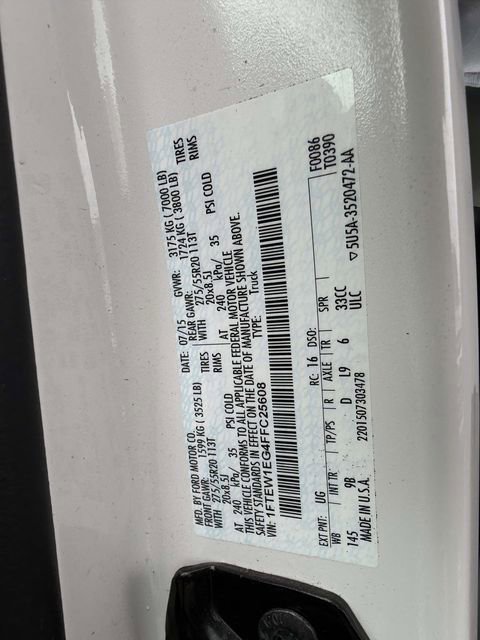 MFD. BY FORD MOTOR CO. DATE: 07/15 GVWR: 3175 KG ( 7000 LB)
FRONT GAWR: 1599 KG ( 3525 LB) REAR GAWR: 1724 KG ( 3800 LB)
WITH 275/55R20 113T TIRES WITH 275/55R20 113T TIRES
20x8.5J RIMS 20x8.5J RIMS
AT 240 kPa/ 35 PSI COLD AT 240 kPa/ 35 PSI COLD
THIS VEHICLE CONFORMS TO ALL APPLICABLE FEDERAL MOTOR VEHICLE
SAFETY STANDARDS IN EFFECT ON THE DATE OF MANUFACTURE SHOWN ABOVE.
VIN: 1FTEW1EG4FFC25608 TYPE: Truck
F0086
T0390
EXT PNT: UG RC: 16 DSO:
WB INT TR TP/PS R AXLE TR SPR
145 9B D L9 6 33CC
ULC
MADE IN U.S.A. 2201507303478 ▽5U5A-3520472-AA